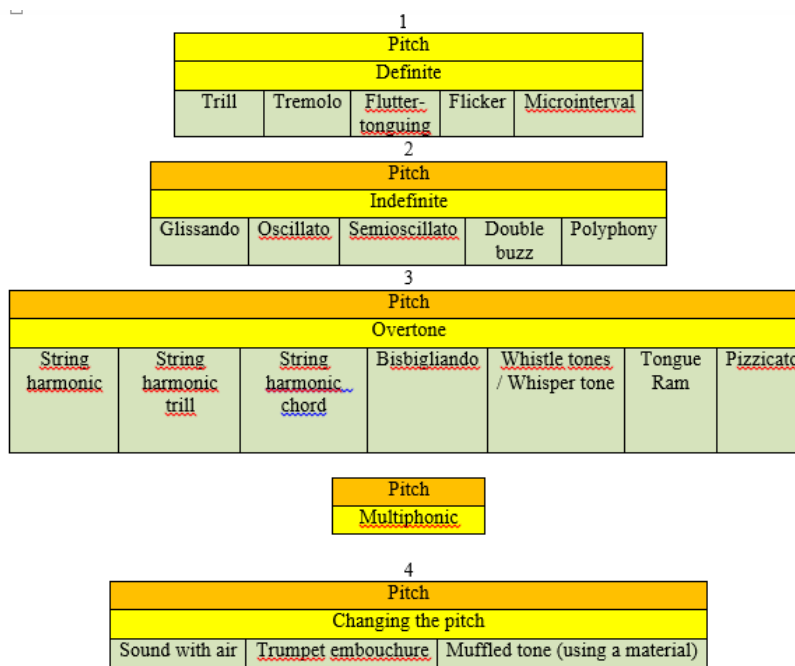 1
Pitch
Definite
Trill Tremolo Flutter- Flicker Microinterval
tonguing
2
Pitch
Indefinite
Glissando Oscillato Semioscillato Double Polyphony
buzz
3
Pitch
Overtone
String String String Bisbigliando Whistle tones Tongue Pizzicato
harmonic harmonic harmonic / Whisper tone Ram
trill chord
Pitch
Multiphonic
4
Pitch
Changing the pitch
Sound with air Trumpet embouchure Muffled tone (using a material)